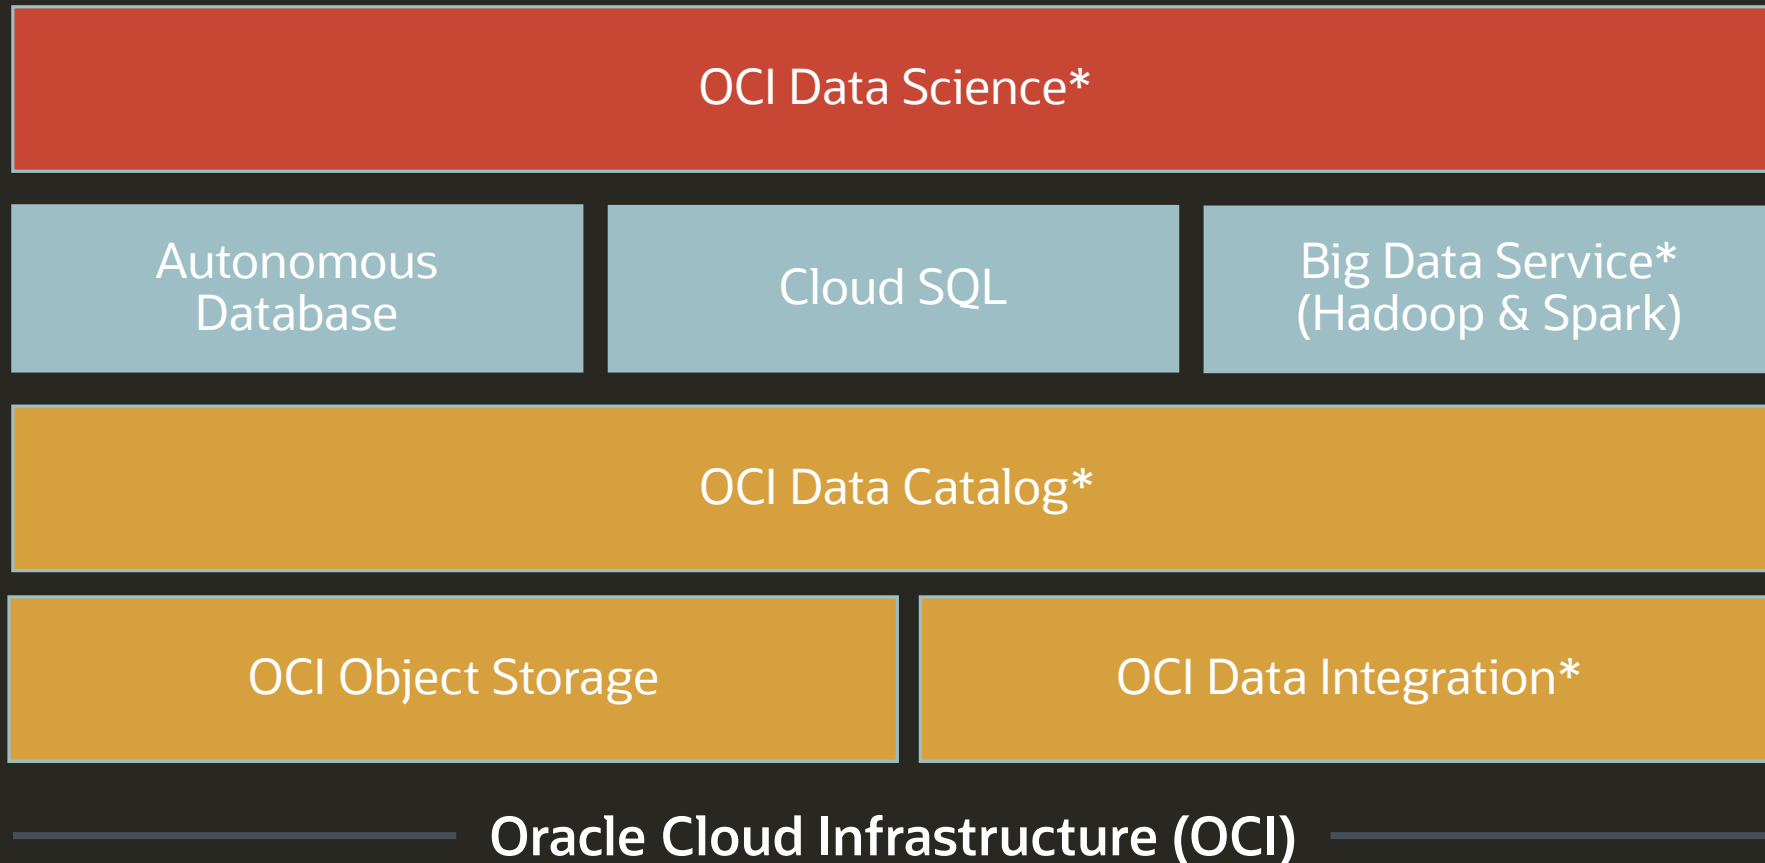 OCI Data Science*
Autonomous
Database
Cloud SQL
Big Data Service*
(Hadoop & Spark)
OCI Data Catalog*
OCI Object Storage
OCI Data Integration*
Oracle Cloud Infrastructure (OCI)